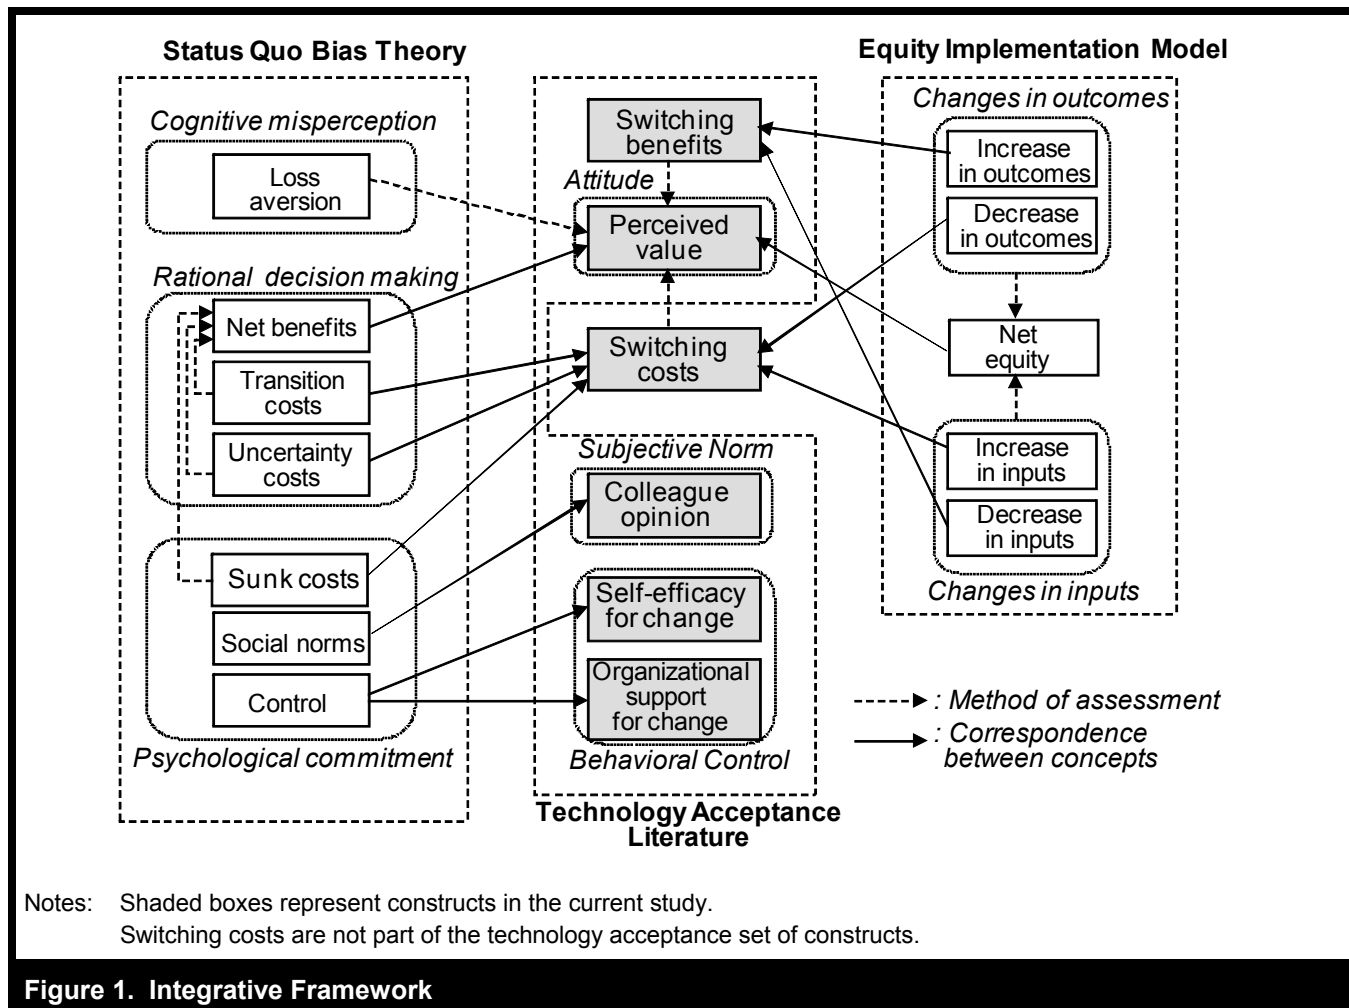 Status Quo Bias Theory
Cognitive misperception
Loss
aversion
Rational decision making
Net benefits
Transition
costs
Uncertainty
costs
Sunk costs
Social norms
Control
Psychological commitment
Switching
benefits
Attitude
Perceived
value
Switching
costs
Subjective Norm
Colleague
opinion
Self-efficacy
for change
Organizational
support
for change
Behavioral Control
Technology Acceptance
Literature
Equity Implementation Model
Changes in outcomes
Increase
in outcomes
Decrease
in outcomes
Net
equity
Increase
in inputs
Decrease
in inputs
Changes in inputs
: Method of assessment
: Correspondence
between concepts
Notes: Shaded boxes represent constructs in the current study.
Switching costs are not part of the technology acceptance set of constructs.
Figure 1. Integrative Framework